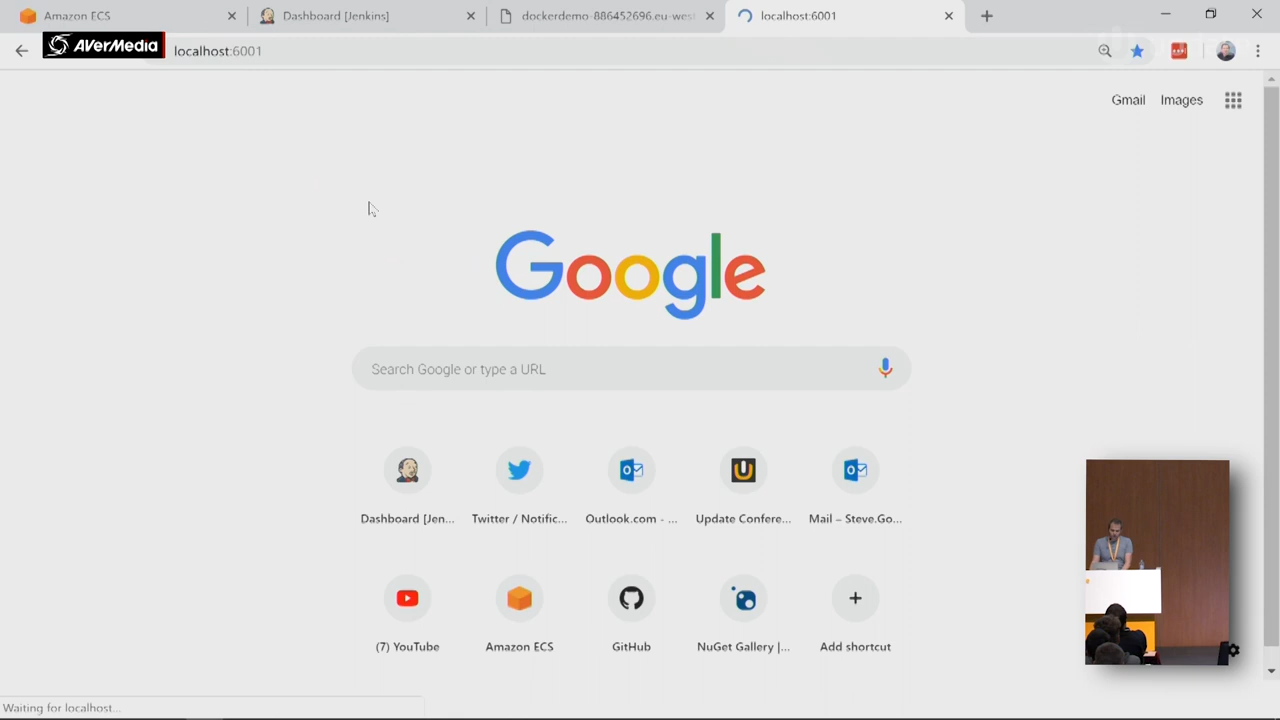 Amazon ECS
Dashboard [Jenkins]
dockerdemo-886452696.eu-west
localhost:6001
AVerMedia
localhost:6001
Gmail
Images
Google
Search Google or type a URL
Dashboard [Jen...
Twitter / Notific...
Outlook.com - ...
Update Confere...
Mail – Steve.Go...
(7) YouTube
Amazon ECS
GitHub
NuGet Gallery |...
Add shortcut
Waiting for localhost...